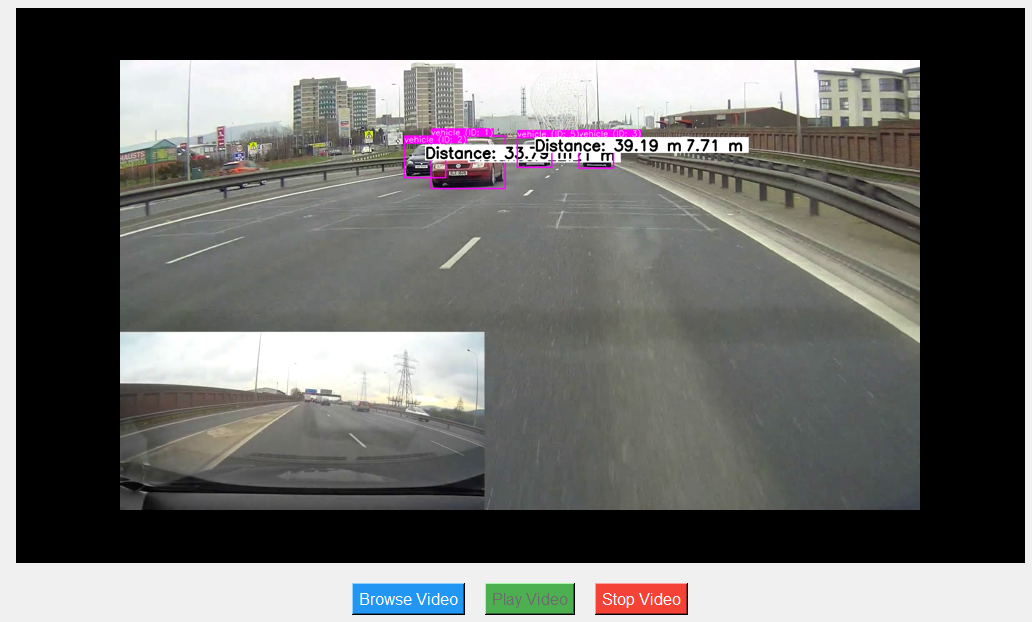 vehicle (ID: 1)
vehicle (ID: 2)
vehicle (ID: 5)
vehicle (ID: 3)
Distance: 33.79 m
Distance: 39.19 m
7.71 m
1 m
Browse Video
Play Video
Stop Video